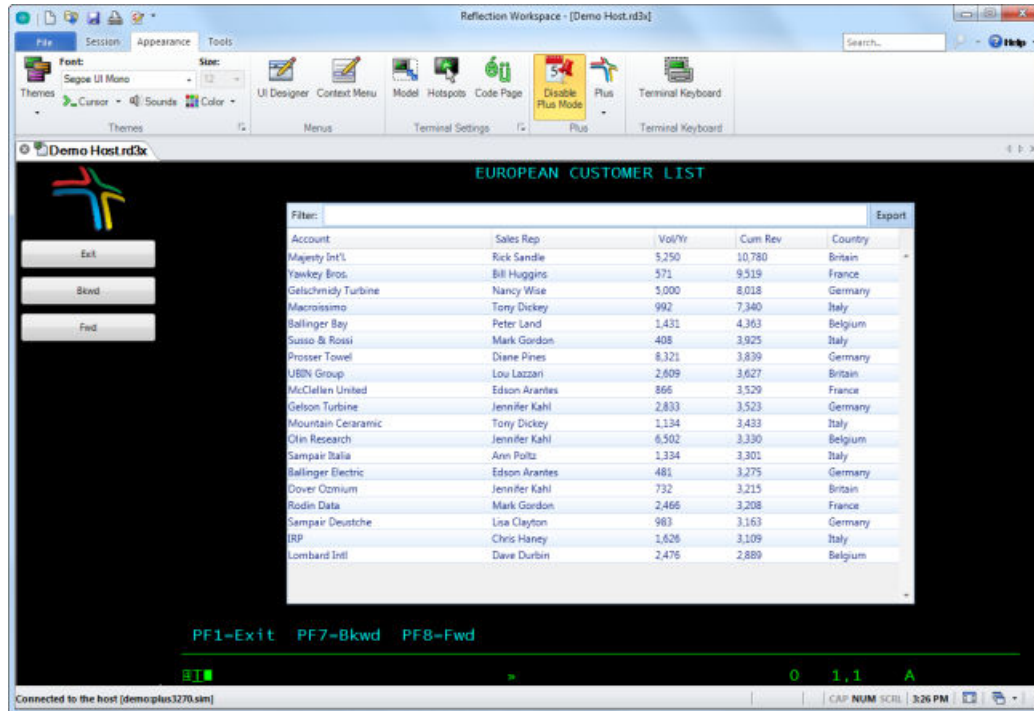 Reflection Workspace - [Demo Host.rd3x]
File Session Appearance Tools Search... Help
Font: Size:
Segoe UI Mono 12
Themes Cursor Sounds Color UI Designer Context Menu Model Hotspots Code Page Disable Plus Mode Plus Terminal Keyboard
Themes Menus Terminal Settings Plus Terminal Keyboard
Demo Host.rd3x
EUROPEAN CUSTOMER LIST
Filter: Export
Account Sales Rep Vol/Yr Cum Rev Country
Exit
Bkwd
Fwd
Majesty Int'l. Rick Sandle 5,250 10,780 Britain
Yawkey Bros. Bill Huggins 571 9,519 France
Gelschmidy Turbine Nancy Wise 5,000 8,018 Germany
Macroissimo Tony Dickey 992 7,340 Italy
Ballinger Bay Peter Land 1,431 4,363 Belgium
Susso & Rossi Mark Gordon 408 3,925 Italy
Prosser Towel Diane Pines 8,321 3,839 Germany
UBIN Group Lou Lazzari 2,609 3,627 Britain
McClellen United Edson Arantes 866 3,529 France
Gelson Turbine Jennifer Kahl 2,833 3,523 Germany
Mountain Ceraramic Tony Dickey 1,134 3,433 Italy
Olin Research Jennifer Kahl 6,502 3,330 Belgium
Sampair Italia Ann Poltz 1,334 3,301 Italy
Ballinger Electric Edson Arantes 481 3,275 Germany
Dover Ozmium Jennifer Kahl 732 3,215 Britain
Rodin Data Mark Gordon 2,466 3,208 France
Sampair Deustche Lisa Clayton 983 3,163 Germany
IRP Chris Haney 1,626 3,109 Italy
Lombard Intl Dave Durbin 2,476 2,889 Belgium
PF1=Exit PF7=Bkwd PF8=Fwd
» O 1,1 A
Connected to the host [demo:plus3270.sim] CAP NUM SCRL 3:26 PM